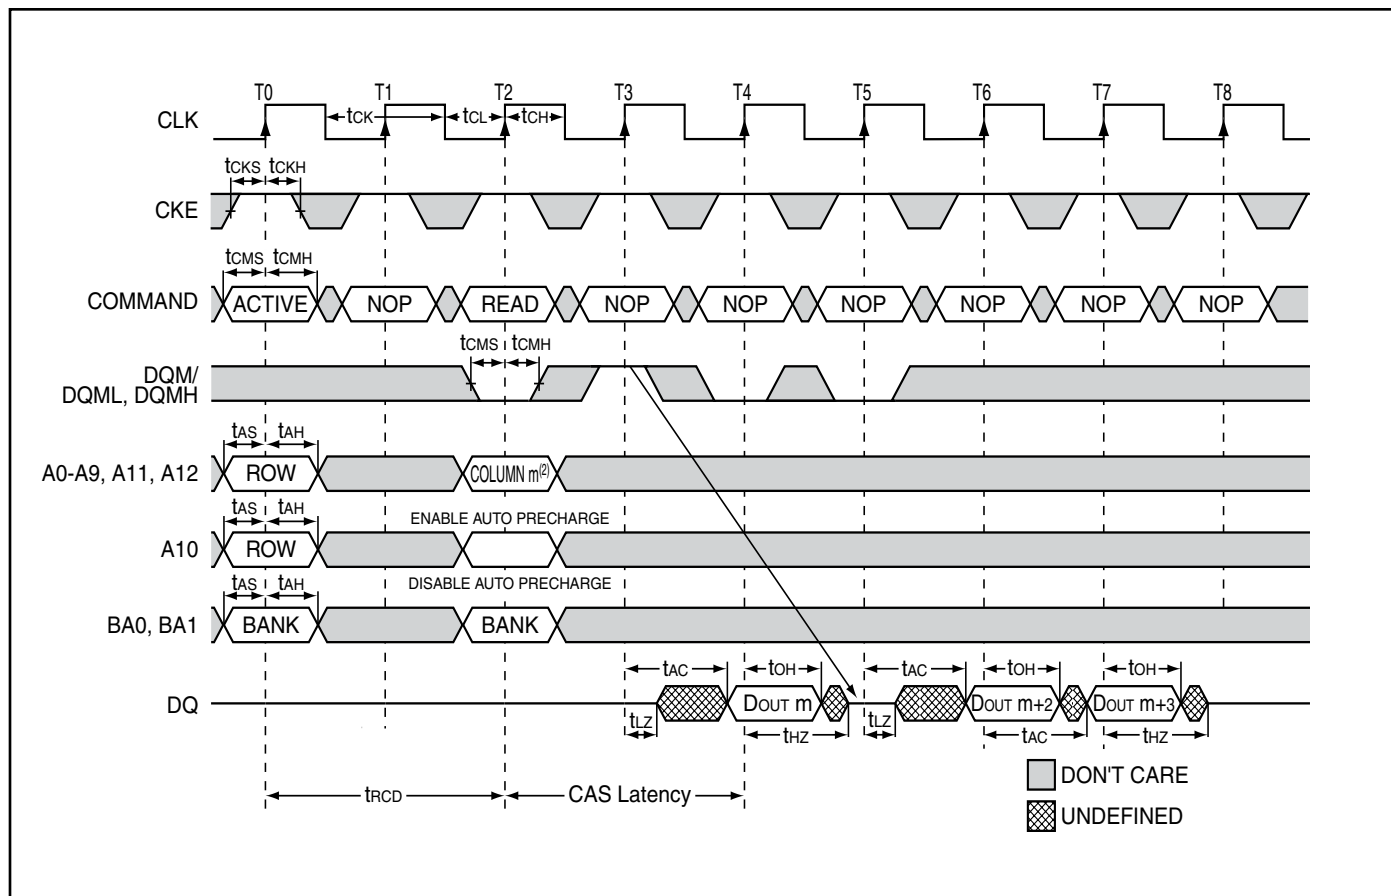 T0 T1 T2 T3 T4 T5 T6 T7 T8
CLK
tCK tCL tCH
tCKS tCKH
CKE
tCMS tCMH
COMMAND ACTIVE NOP READ NOP NOP NOP NOP NOP NOP
tCMS tCMH
DQM/
DQML, DQMH
tAS tAH
A0-A9, A11, A12 ROW COLUMN m(2)
tAS tAH ENABLE AUTO PRECHARGE
A10 ROW
tAS tAH DISABLE AUTO PRECHARGE
BA0, BA1 BANK BANK
tAC tOH tAC tOH tOH
DQ DOUT m DOUT m+2 DOUT m+3
tLZ tHZ tLZ tAC tHZ
DON'T CARE
tRCD CAS Latency
UNDEFINED